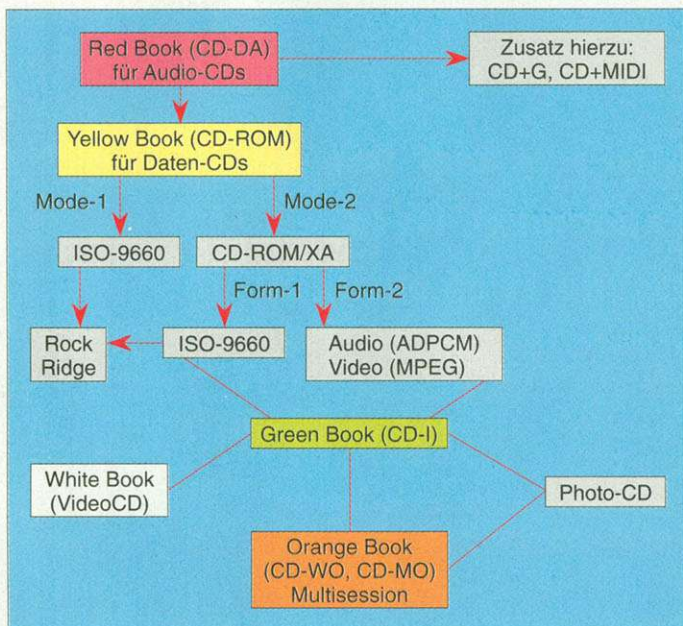 Red Book (CD-DA)
für Audio-CDs
Zusatz hierzu:
CD+G, CD+MIDI
Yellow Book (CD-ROM)
für Daten-CDs
Mode-1
Mode-2
ISO-9660
CD-ROM/XA
Form-1
Form-2
Rock
Ridge
ISO-9660
Audio (ADPCM)
Video (MPEG)
Green Book (CD-I)
White Book
(VideoCD)
Photo-CD
Orange Book
(CD-WO, CD-MO)
Multisession